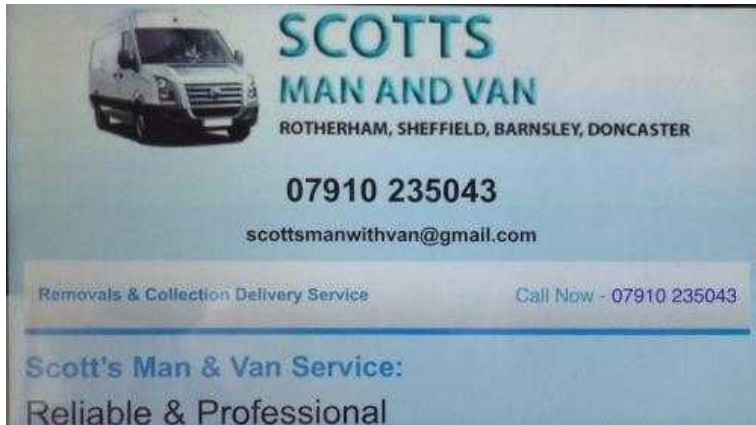 SCOTTS
MAN AND VAN
ROTHERHAM, SHEFFIELD, BARNSLEY, DONCASTER
07910 235043
scottsmanwithvan@gmail.com
Removals & Collection Delivery Service Call Now - 07910 235043
Scott's Man & Van Service:
Reliable & Professional